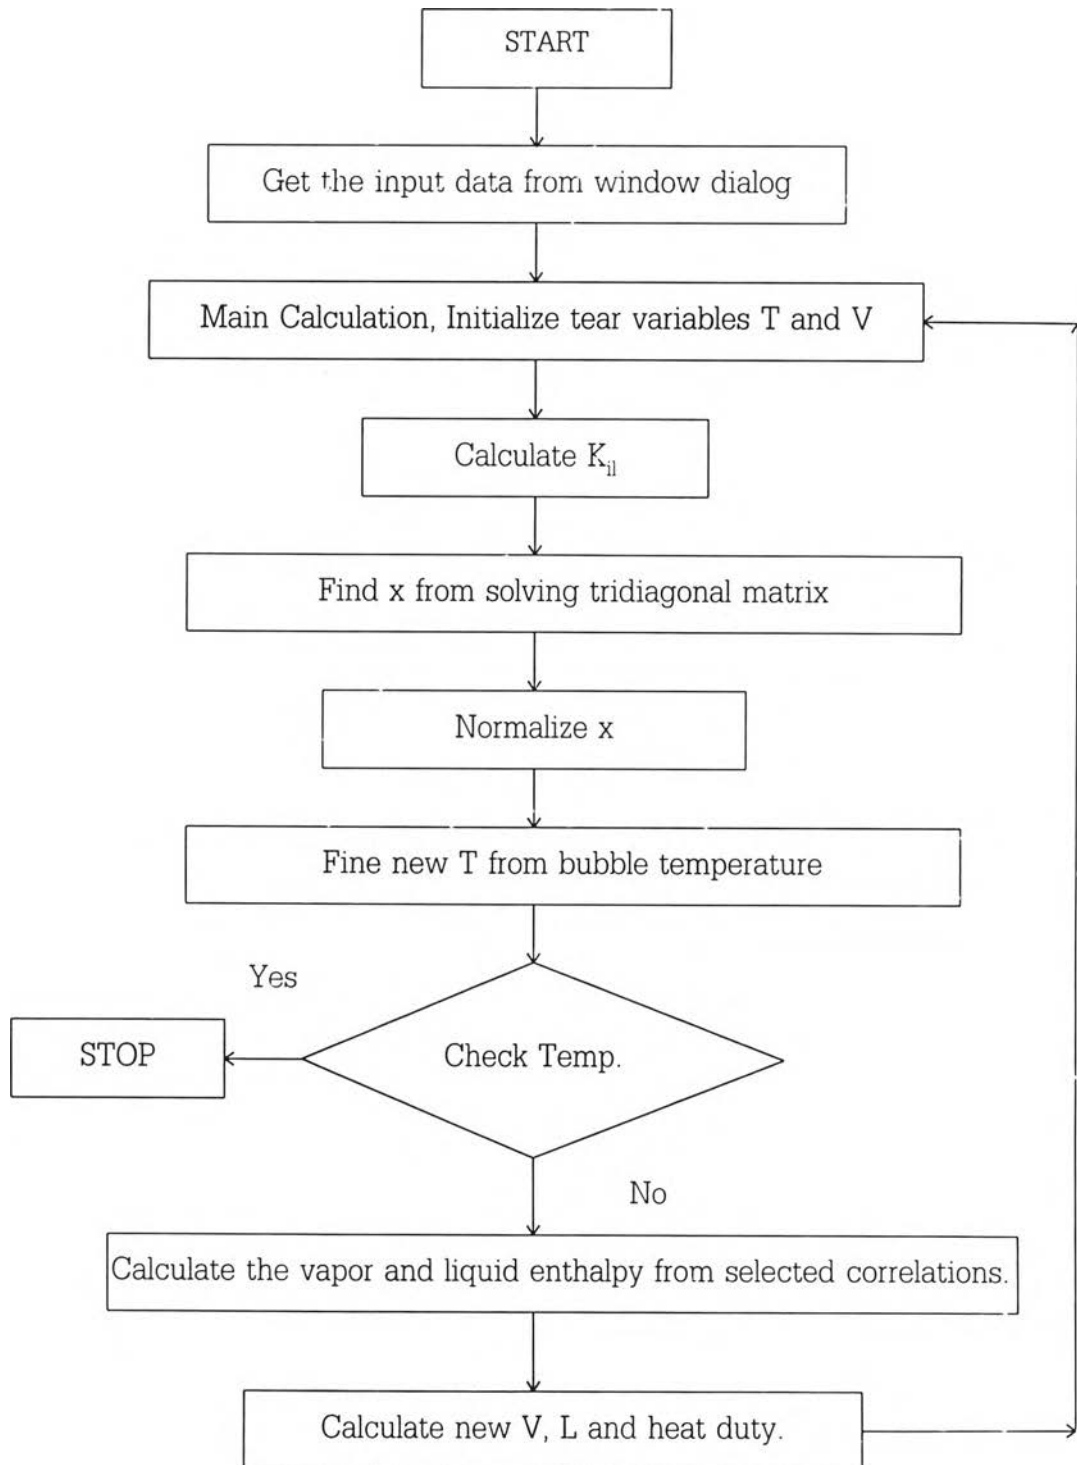 START
Get the input data from window dialog
Main Calculation, Initialize tear variables T and V
Calculate K_il
Find x from solving tridiagonal matrix
Normalize x
Fine new T from bubble temperature
Yes
STOP
Check Temp.
No
Calculate the vapor and liquid enthalpy from selected correlations.
Calculate new V, L and heat duty.